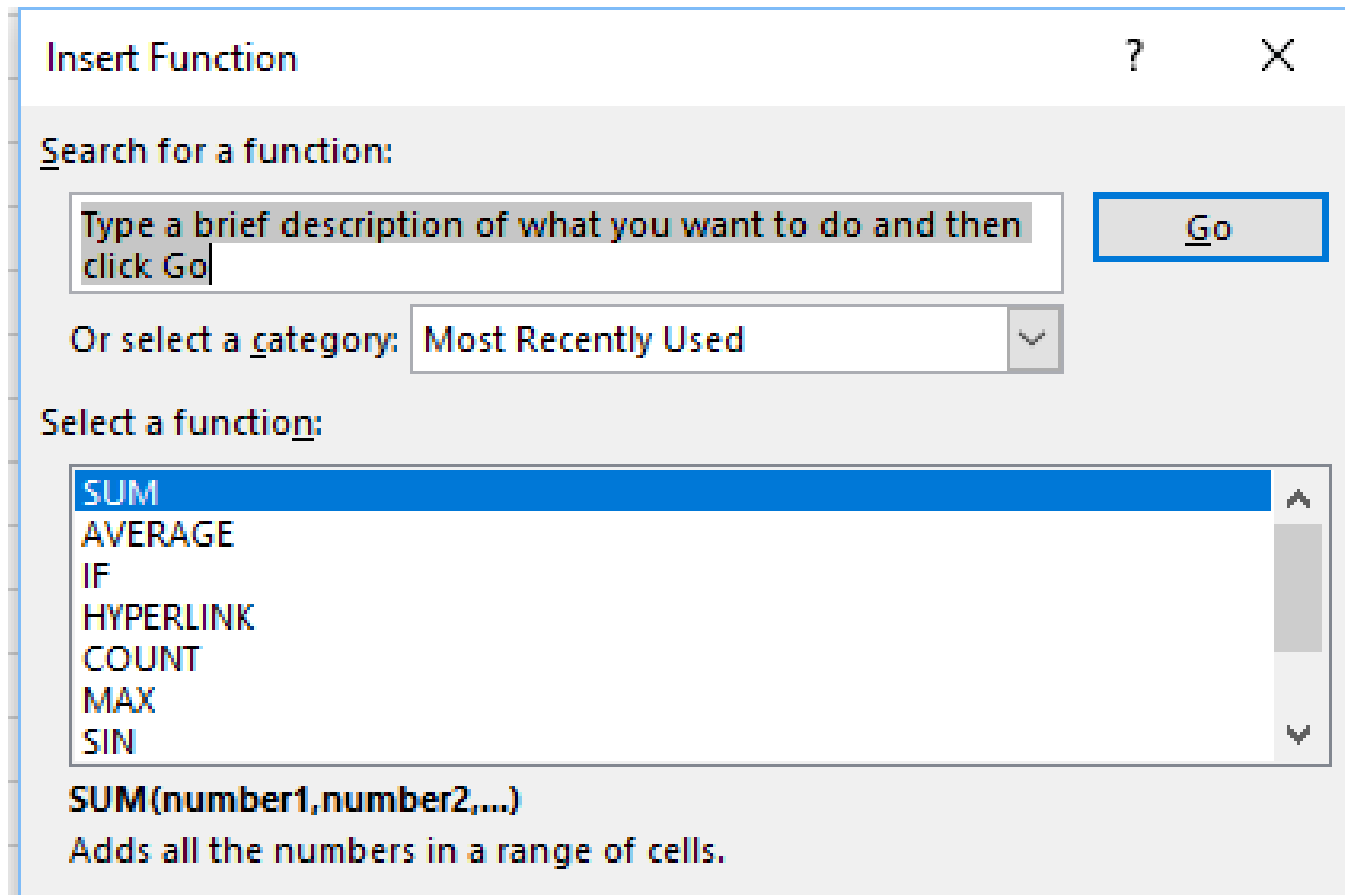 Insert Function ?
Search for a function:
Type a brief description of what you want to do and then
click Go
Go
Or select a category: Most Recently Used
Select a function:
SUM
AVERAGE
IF
HYPERLINK
COUNT
MAX
SIN
SUM(number1,number2,...)
Adds all the numbers in a range of cells.